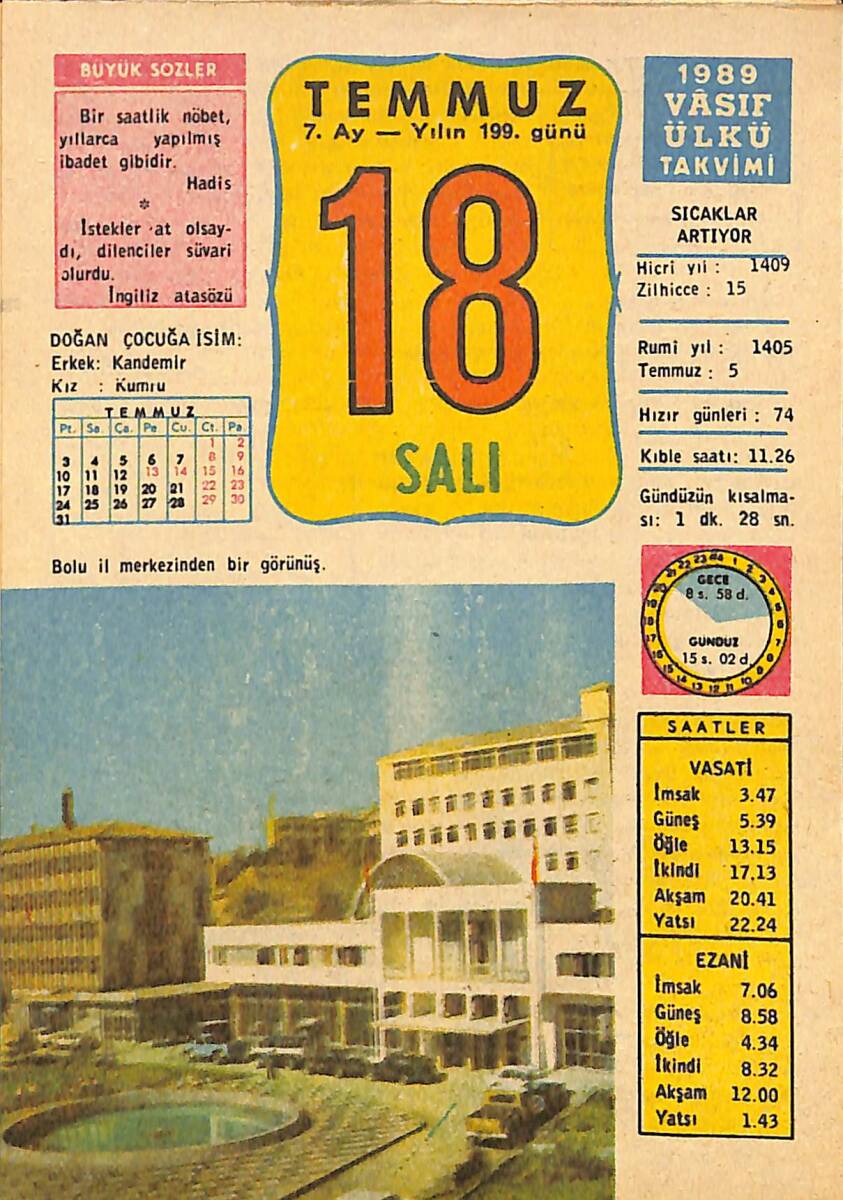 BÜYÜK SÖZLER
Bir saatlik nöbet,
yıllarca yapılmış
ibadet gibidir.
Hadis
*
İstekler at olsay-
dı, dilenciler süvari
olurdu.
İngiliz atasözü
DOĞAN ÇOCUĞA İSİM:
Erkek: Kandemir
Kız : Kumru
TEMMUZ
Pt. Sa. Ça. Pe Cu. Ct. Pa.
1 2
3 4 5 6 7 8 9
10 11 12 13 14 15 16
17 18 19 20 21 22 23
24 25 26 27 28 29 30
31
TEMMUZ
7. Ay — Yılın 199. günü
18
SALI
1989
VÂSIF
ÜLKÜ
TAKVİMİ
SICAKLAR
ARTIYOR
Hicrî yıl : 1409
Zilhicce : 15
Rumî yıl : 1405
Temmuz : 5
Hızır günleri : 74
Kıble saatı: 11.26
Gündüzün kısalma-
sı: 1 dk. 28 sn.
Bolu il merkezinden bir görünüş.
GECE
8 s. 58 d.
GÜNDÜZ
15 s. 02 d.
SAATLER
VASATİ
İmsak 3.47
Güneş 5.39
Öğle 13.15
İkindi 17.13
Akşam 20.41
Yatsı 22.24
EZANİ
İmsak 7.06
Güneş 8.58
Öğle 4.34
İkindi 8.32
Akşam 12.00
Yatsı 1.43